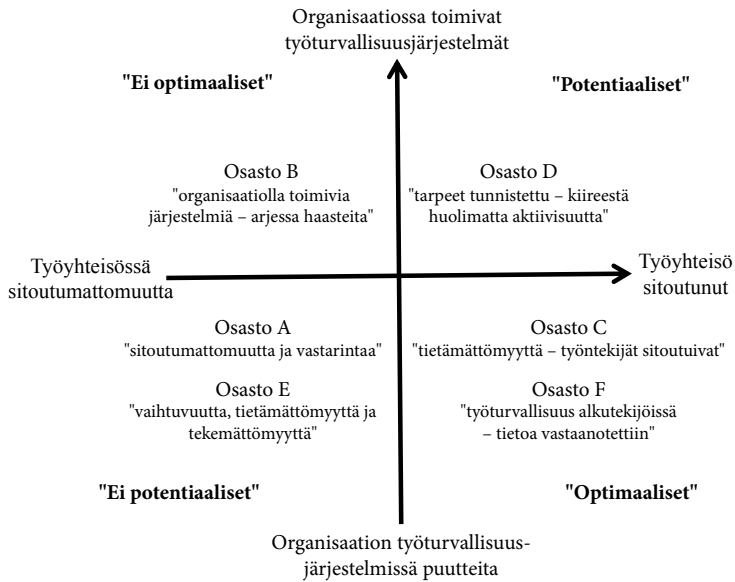 Organisaatiossa toimivat
työturvallisuusjärjestelmät
"Ei optimaaliset"
"Potentiaaliset"
Osasto B
"organisaatiolla toimivia
järjestelmiä – arjessa haasteita"
Osasto D
"tarpeet tunnistettu – kiireestä
huolimatta aktiivisuutta"
Työyhteisössä
sitoutumattomuutta
Työyhteisö
sitoutunut
Osasto A
"sitoutumattomuutta ja vastarintaa"
Osasto C
"tietämättömyyttä – työntekijät sitoutuivat"
Osasto E
"vaihtuvuutta, tietämättömyyttä ja
tekemättömyyttä"
Osasto F
"työturvallisuus alkutekijöissä
– tietoa vastaanotettiin"
"Ei potentiaaliset"
"Optimaaliset"
Organisaation työturvallisuus-
järjestelmissä puutteita